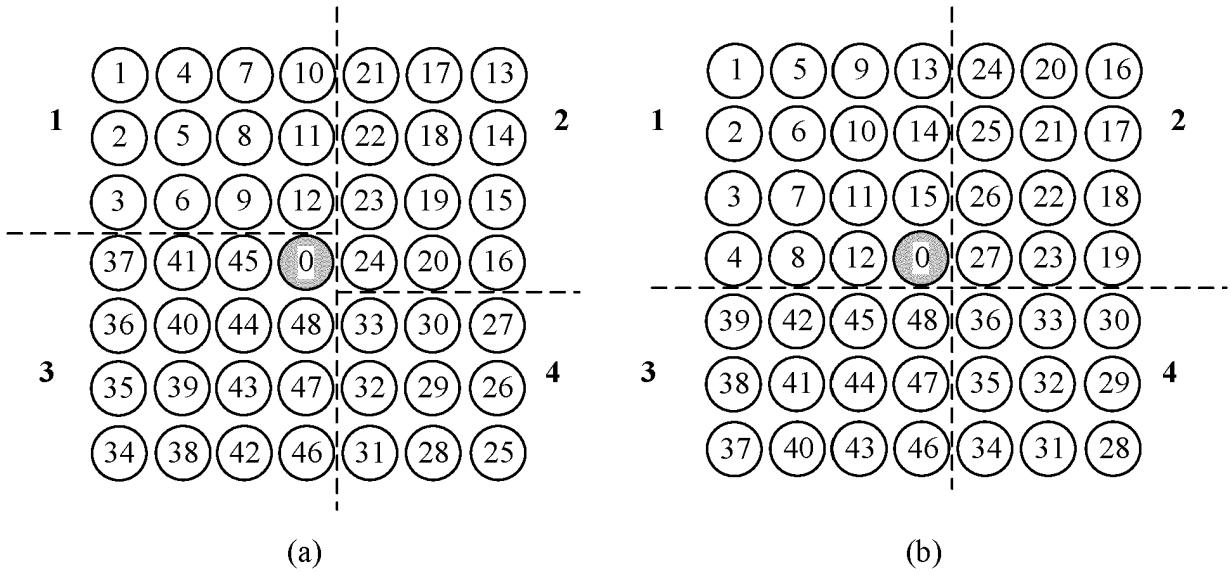 1 4 7 10 21 17 13
1 2 5 8 11 22 18 14 2
3 6 9 12 23 19 15
37 41 45 0 24 20 16
36 40 44 48 33 30 27
3 35 39 43 47 32 29 26 4
34 38 42 46 31 28 25
(a)
1 5 9 13 24 20 16
1 2 6 10 14 25 21 17 2
3 7 11 15 26 22 18
4 8 12 0 27 23 19
39 42 45 48 36 33 30
3 38 41 44 47 35 32 29 4
37 40 43 46 34 31 28
(b)